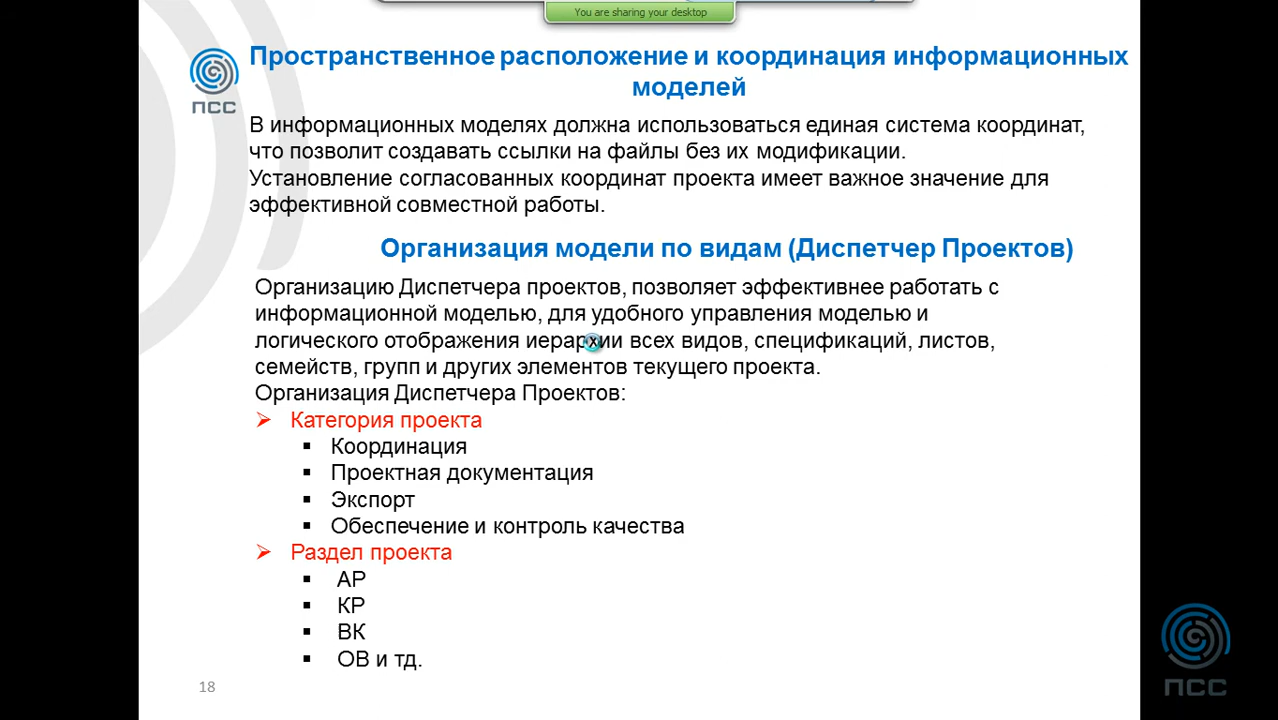 You are sharing your desktop
Пространственное расположение и координация информационных
моделей
ПСС
В информационных моделях должна использоваться единая система координат,
что позволит создавать ссылки на файлы без их модификации.
Установление согласованных координат проекта имеет важное значение для
эффективной совместной работы.
Организация модели по видам (Диспетчер Проектов)
Организацию Диспетчера проектов, позволяет эффективнее работать с
информационной моделью, для удобного управления моделью и
логического отображения иерархии всех видов, спецификаций, листов,
семейств, групп и других элементов текущего проекта.
Организация Диспетчера Проектов:
Категория проекта
Координация
Проектная документация
Экспорт
Обеспечение и контроль качества
Раздел проекта
АР
КР
ВК
ОВ и тд.
18
ПСС